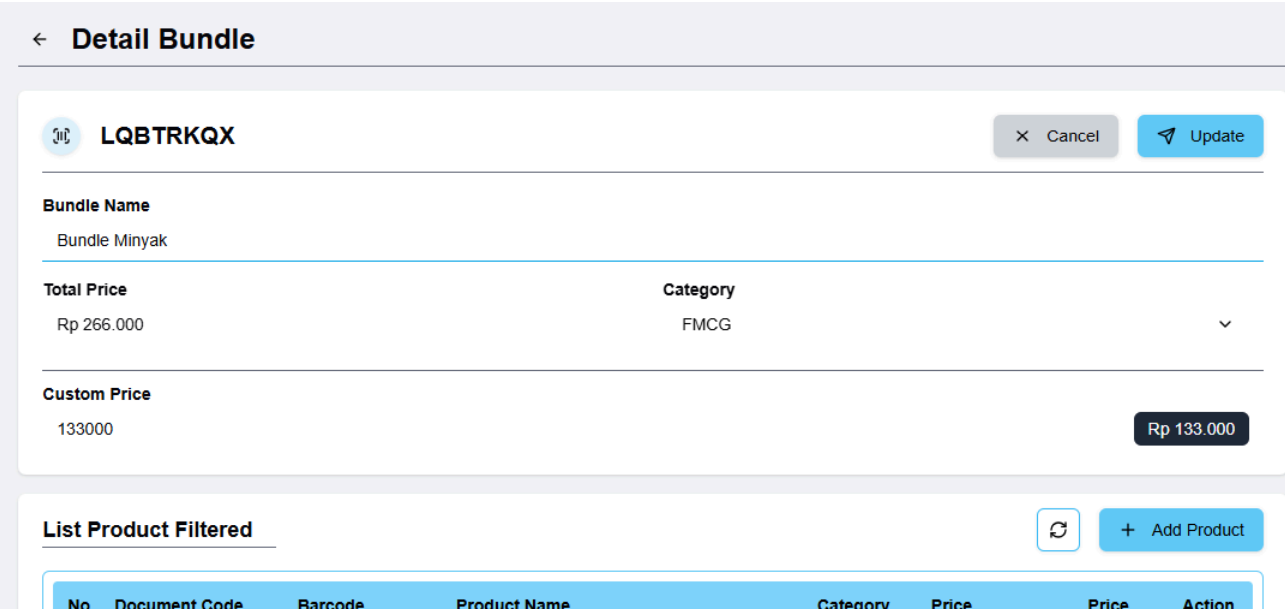 Detail Bundle
LQBTRKQX
Cancel
Update
Bundle Name
Bundle Minyak
Total Price
Category
Rp 266.000
FMCG
Custom Price
133000
Rp 133.000
List Product Filtered
Add Product
No Document Code Barcode Product Name Category Price Price Action